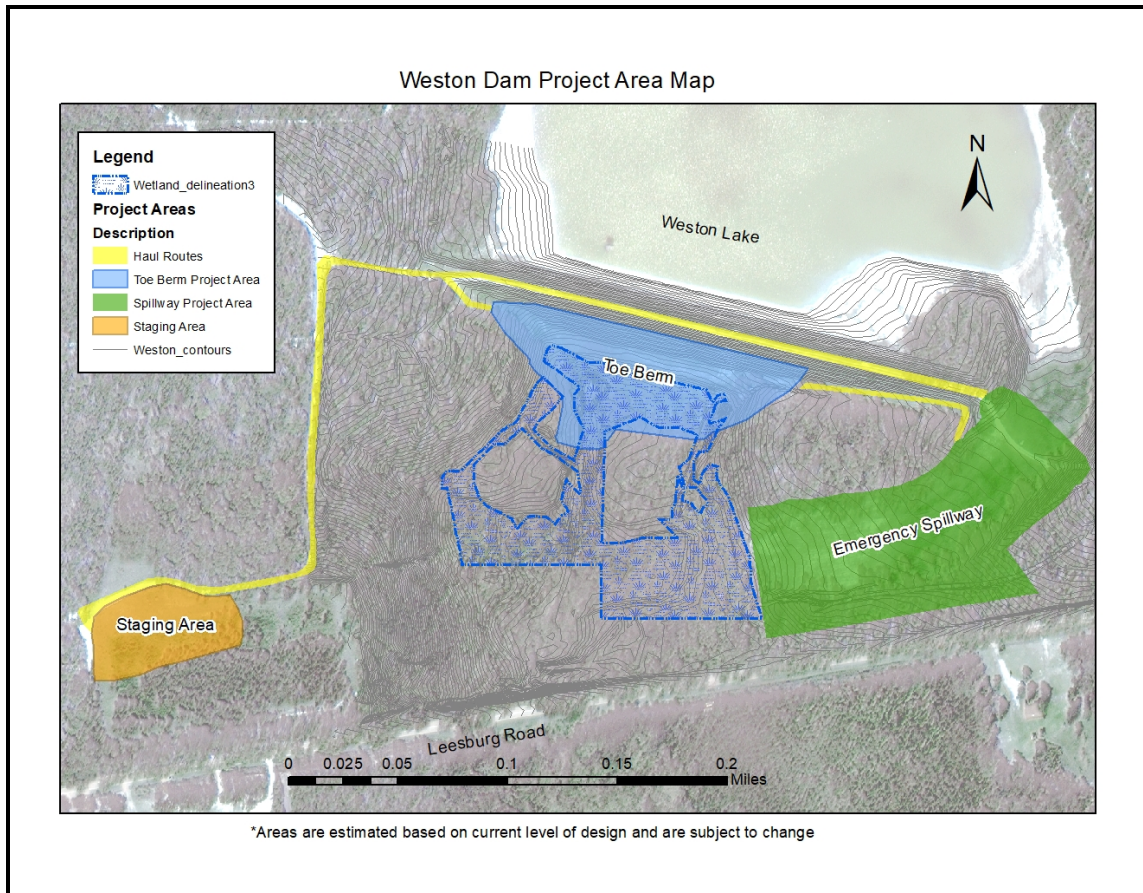 Weston Dam Project Area Map
Legend
Wetland_delineation3
Project Areas
Description
Haul Routes
Toe Berm Project Area
Spillway Project Area
Staging Area
Weston_contours
N
Weston Lake
Toe Berm
Emergency Spillway
Staging Area
Leesburg Road
0 0.025 0.05 0.1 0.15 0.2
Miles
*Areas are estimated based on current level of design and are subject to change